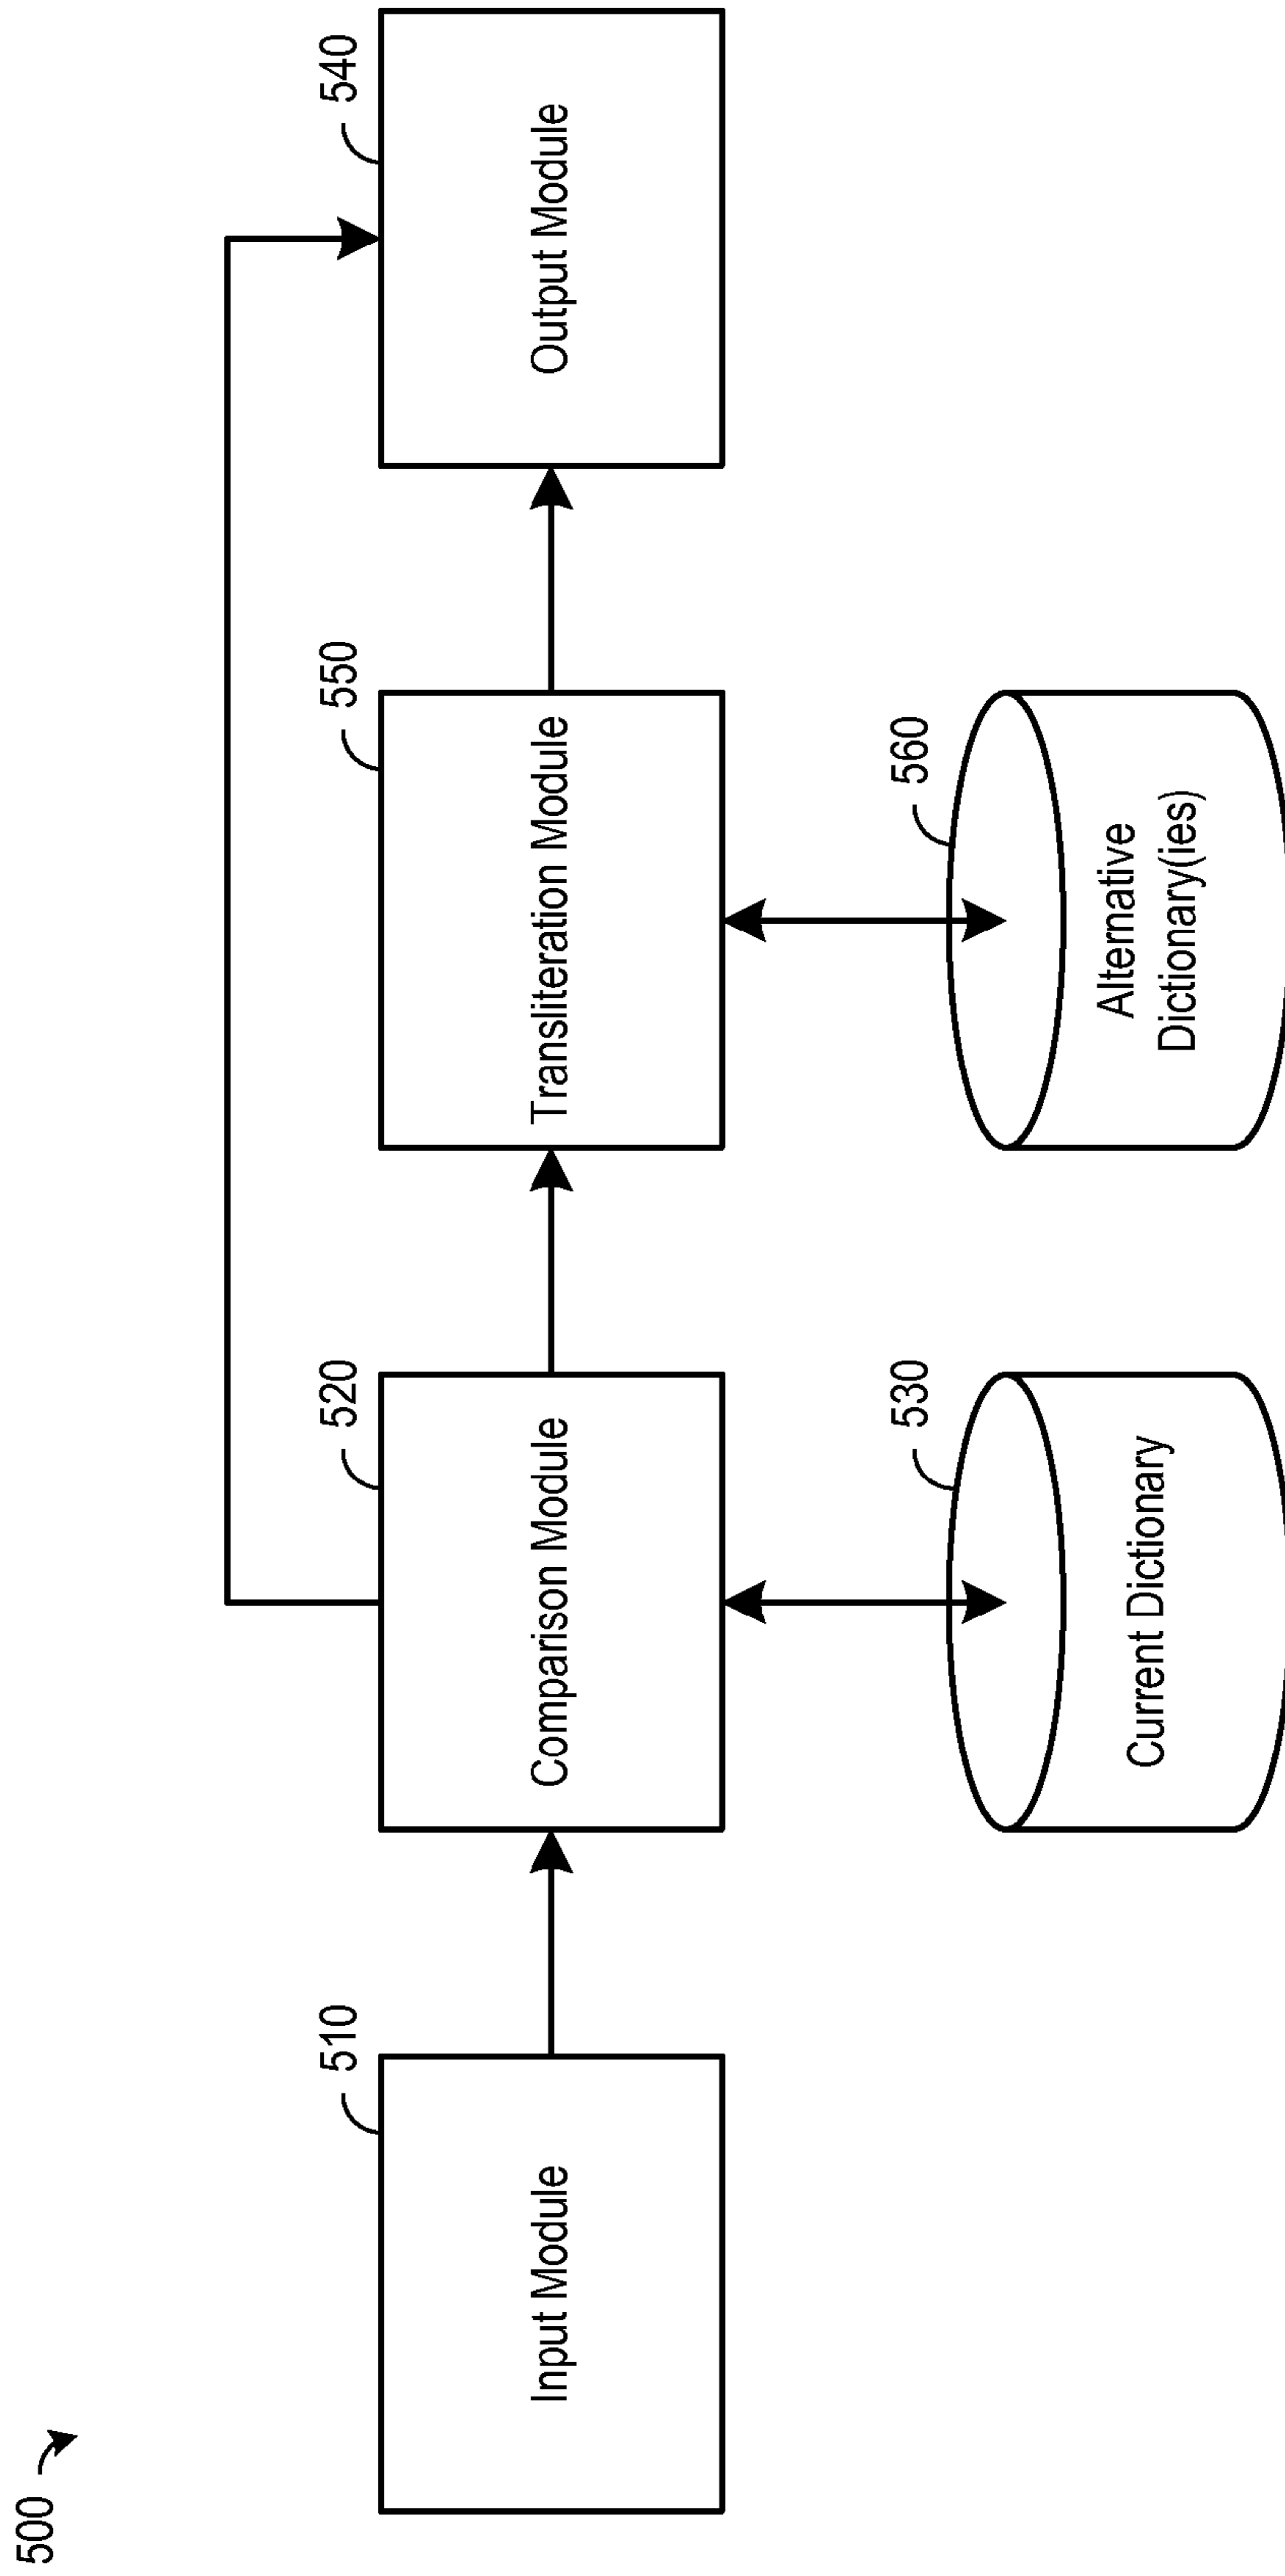 500
510
Input Module
520
Comparison Module
550
Transliteration Module
540
Output Module
530
Current Dictionary
560
Alternative
Dictionary(ies)